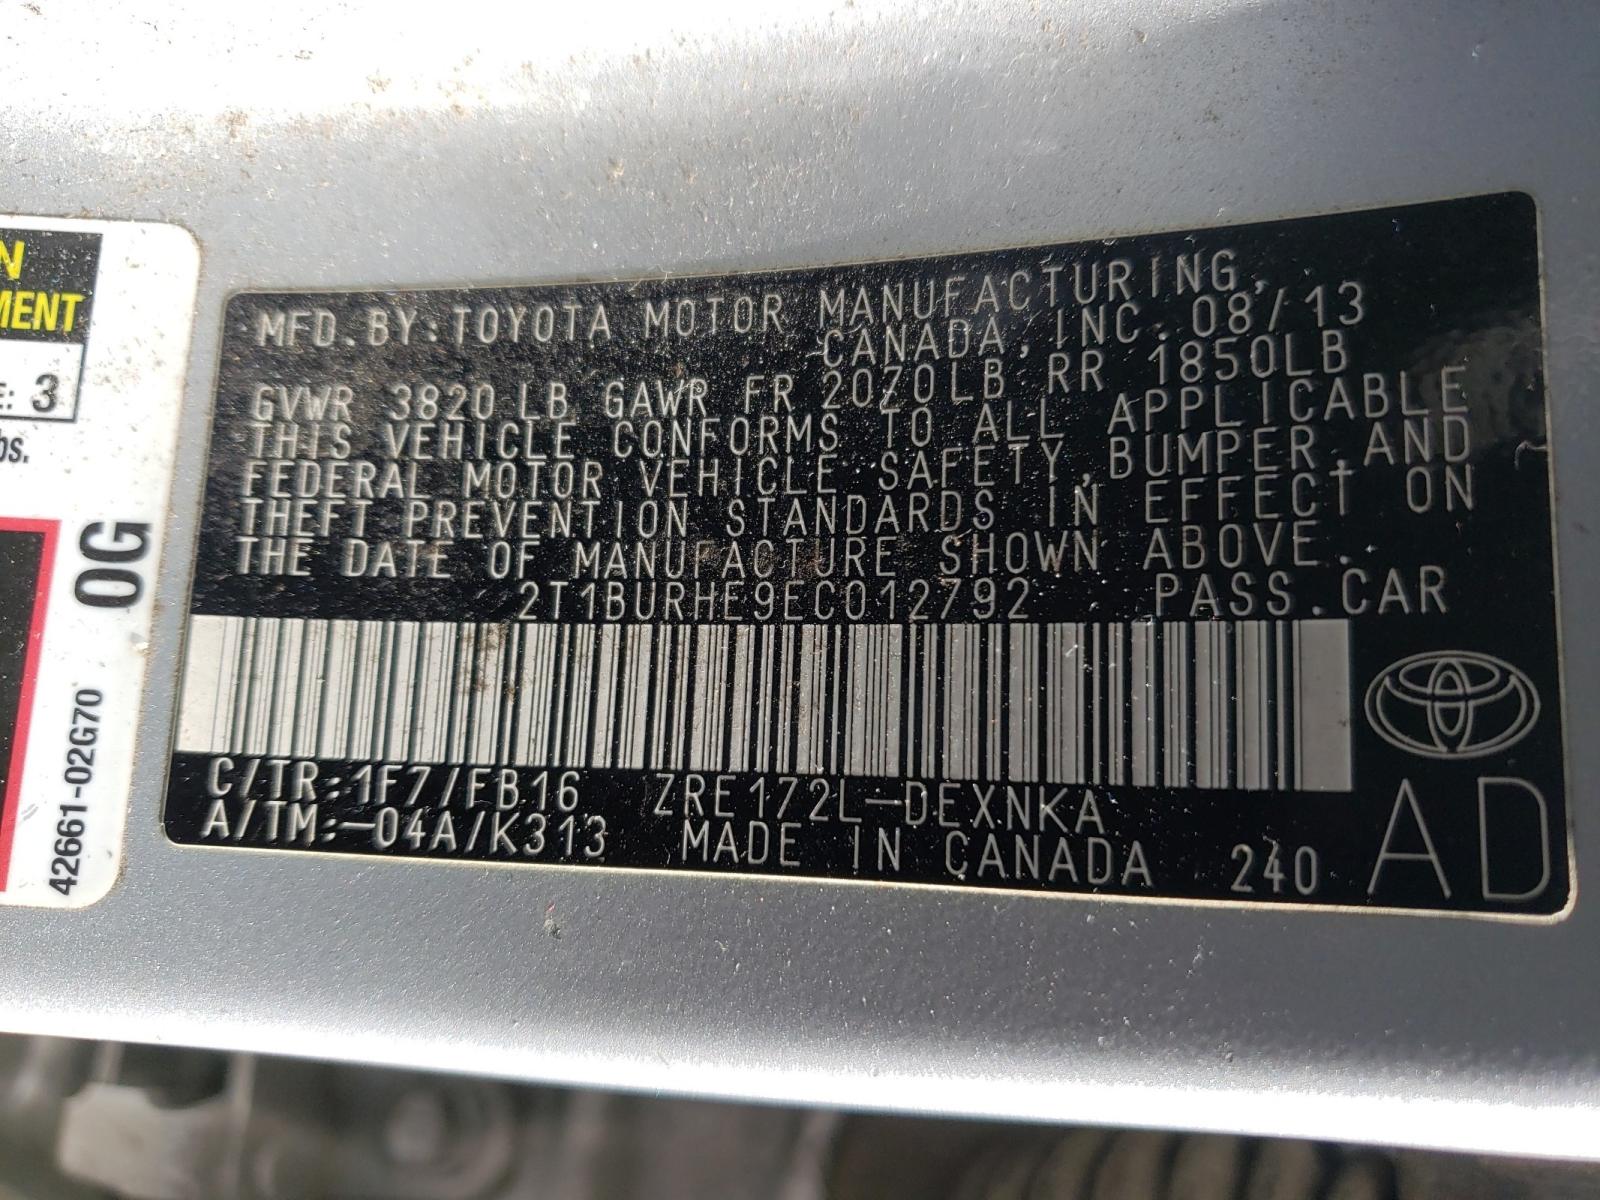 N
MENT
E: 3
bs.
0G
42661-02G70
MFD. BY: TOYOTA MOTOR MANUFACTURING,
CANADA, INC. 08/13
GVWR 3820 LB GAWR FR 2070LB RR 1850LB
THIS VEHICLE CONFORMS TO ALL APPLICABLE
FEDERAL MOTOR VEHICLE SAFETY, BUMPER, AND
THEFT PREVENTION STANDARDS IN EFFECT ON
THE DATE OF MANUFACTURE SHOWN ABOVE.
2T1BURHE9EC012792 PASS. CAR
C/TR: 1F7/FB16 ZRE172L-DEXNKA
A/TM:-04A/K313 MADE IN CANADA 240
AD